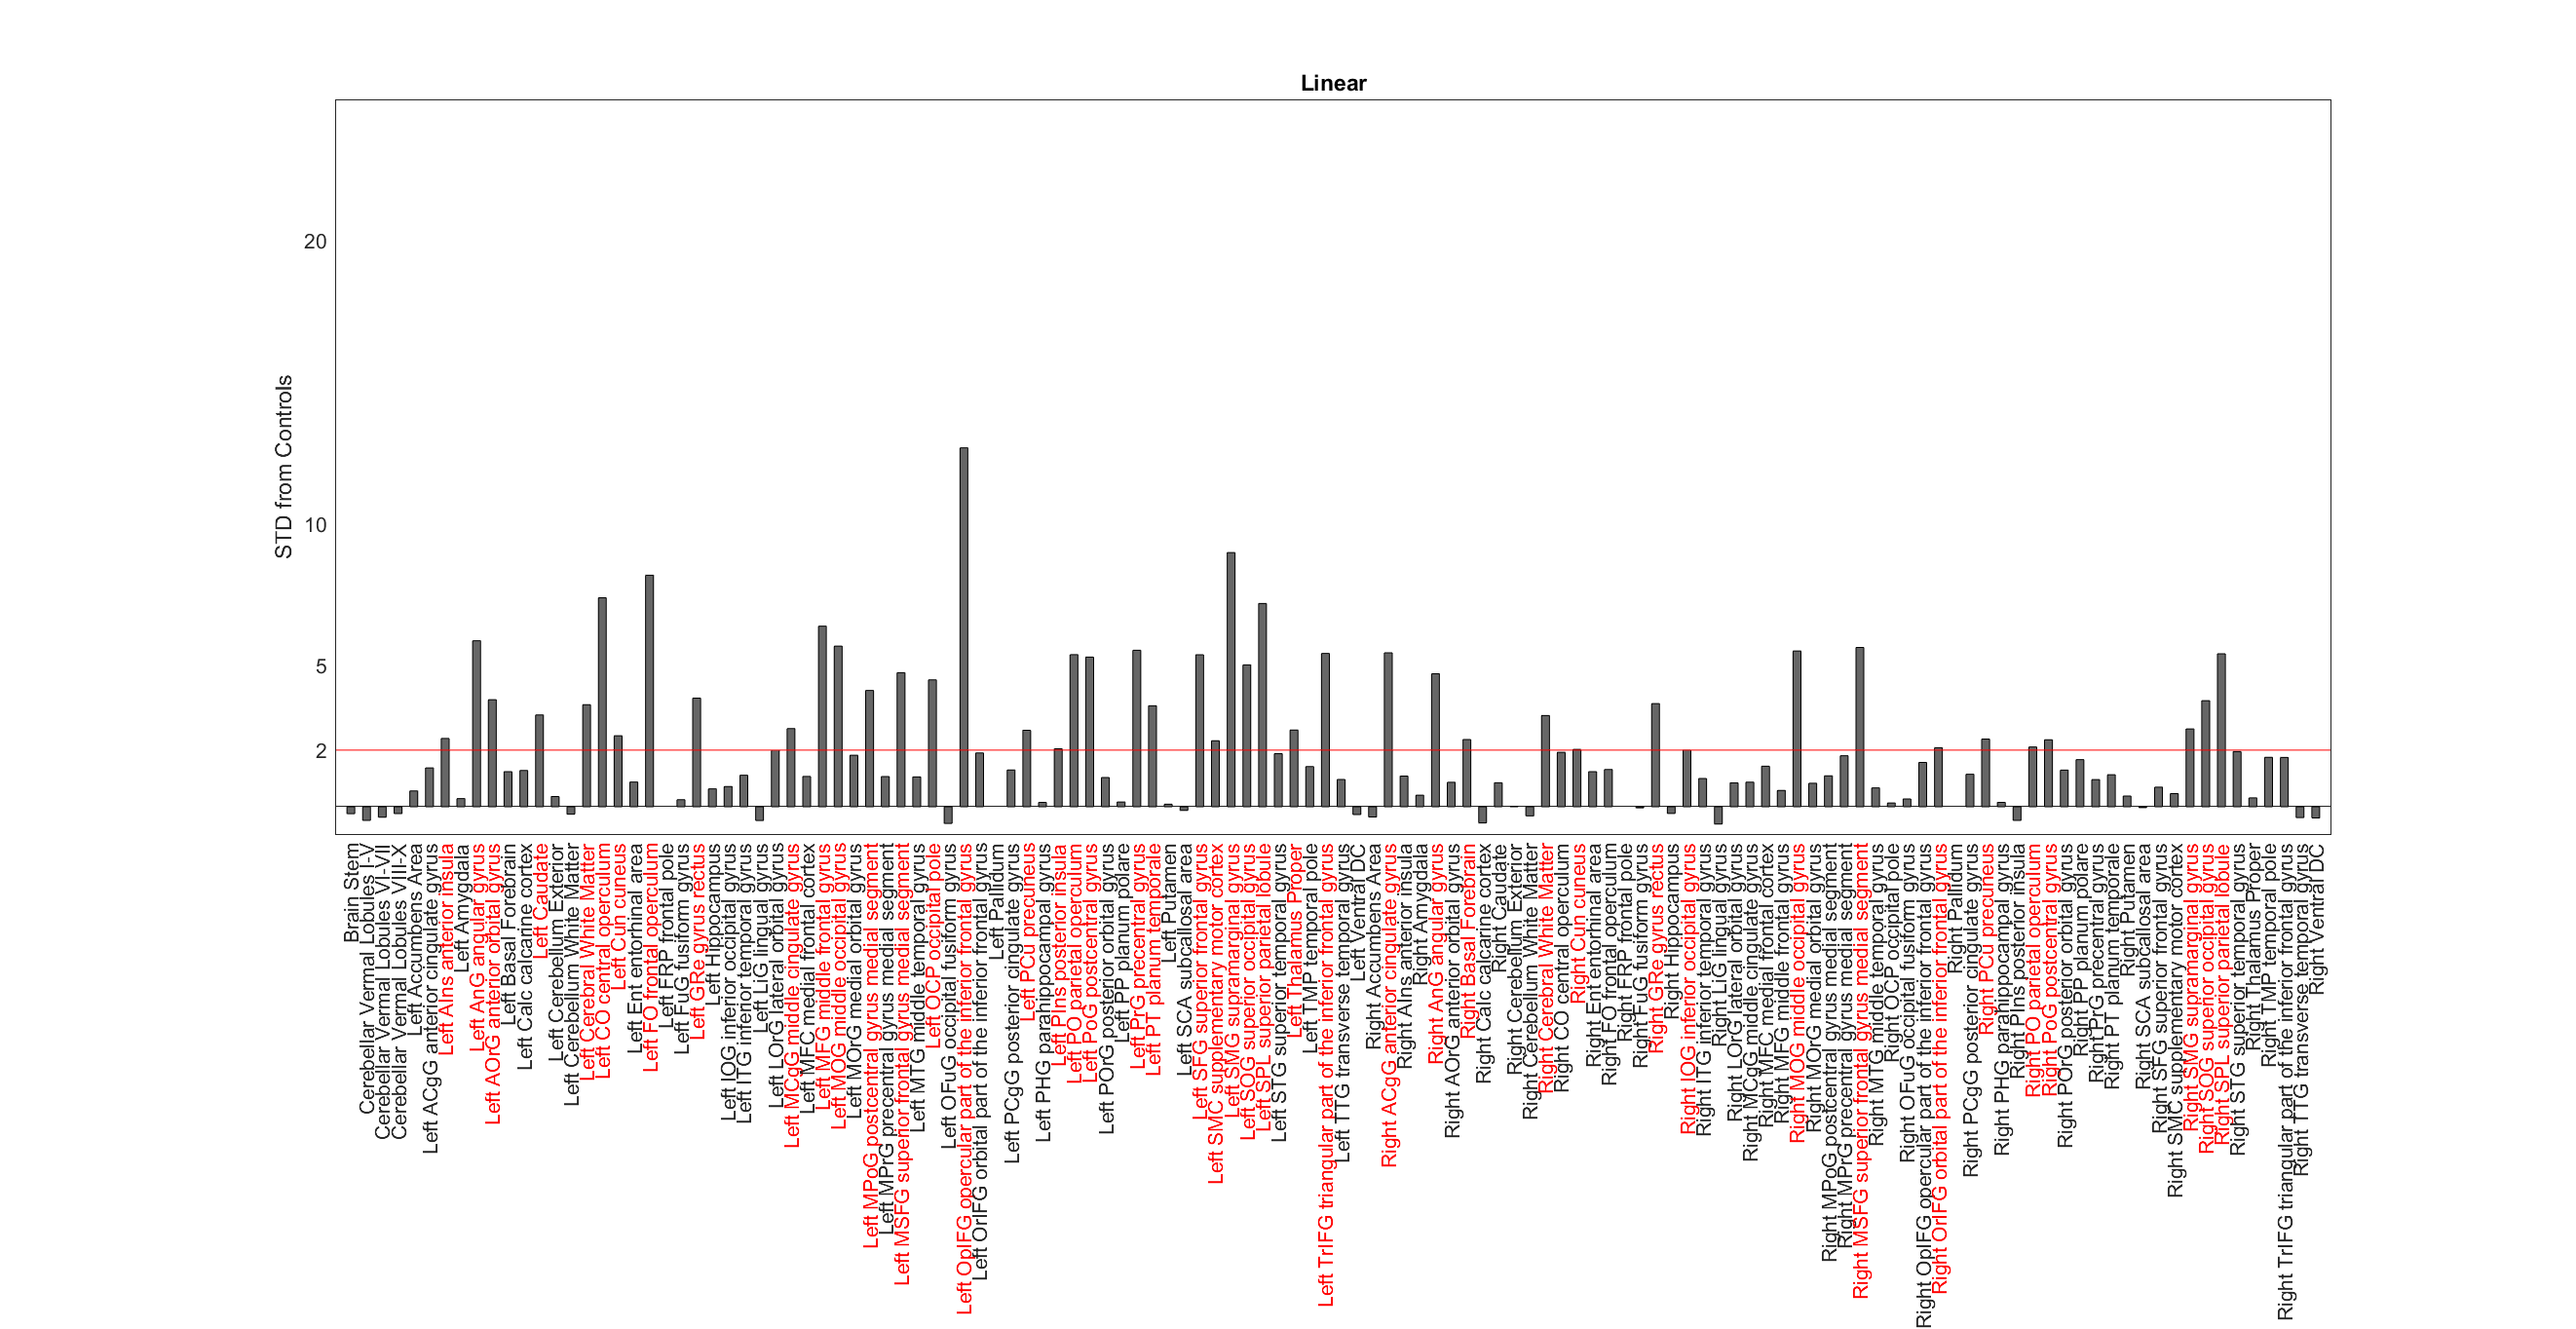 Linear
STD from Controls
20
10
5
2
Brain Stem
Cerebellar Vermal Lobules I-V
Cerebellar Vermal Lobules VI-VII
Cerebellar Vermal Lobules VIII-X
Left Accumbens Area
Left ACgG anterior cingulate gyrus
Left AIns anterior insula
Left Amygdala
Left AnG angular gyrus
Left AOrG anterior orbital gyrus
Left Basal Forebrain
Left Calc calcarine cortex
Left Caudate
Left Cerebellum Exterior
Left Cerebellum White Matter
Left Cerebral White Matter
Left CO central operculum
Left Cun cuneus
Left Ent entorhinal area
Left FO frontal operculum
Left FRP frontal pole
Left FuG fusiform gyrus
Left GRe gyrus rectus
Left Hippocampus
Left IOG inferior occipital gyrus
Left ITG inferior temporal gyrus
Left LiG lingual gyrus
Left LOrG lateral orbital gyrus
Left MCgG middle cingulate gyrus
Left MFC medial frontal cortex
Left MFG middle frontal gyrus
Left MOG middle occipital gyrus
Left MOrG medial orbital gyrus
Left MPoG postcentral gyrus medial segment
Left MPrG precentral gyrus medial segment
Left MSFG superior frontal gyrus medial segment
Left MTG middle temporal gyrus
Left OCP occipital pole
Left OFuG occipital fusiform gyrus
Left OpIFG opercular part of the inferior frontal gyrus
Left OrIFG orbital part of the inferior frontal gyrus
Left Pallidum
Left PCgG posterior cingulate gyrus
Left PCu precuneus
Left PHG parahippocampal gyrus
Left PIns posterior insula
Left PO parietal operculum
Left PoG postcentral gyrus
Left POrG posterior orbital gyrus
Left PP planum polare
Left PrG precentral gyrus
Left PT planum temporale
Left Putamen
Left SCA subcallosal area
Left SFG superior frontal gyrus
Left SMC supplementary motor cortex
Left SMG supramarginal gyrus
Left SOG superior occipital gyrus
Left SPL superior parietal lobule
Left STG superior temporal gyrus
Left Thalamus Proper
Left TMP temporal pole
Left TrIFG triangular part of the inferior frontal gyrus
Left TTG transverse temporal gyrus
Left Ventral DC
Right Accumbens Area
Right ACgG anterior cingulate gyrus
Right AIns anterior insula
Right Amygdala
Right AnG angular gyrus
Right AOrG anterior orbital gyrus
Right Basal Forebrain
Right Calc calcarine cortex
Right Caudate
Right Cerebellum Exterior
Right Cerebellum White Matter
Right Cerebral White Matter
Right CO central operculum
Right Cun cuneus
Right Ent entorhinal area
Right FO frontal operculum
Right FRP frontal pole
Right FuG fusiform gyrus
Right GRe gyrus rectus
Right Hippocampus
Right IOG inferior occipital gyrus
Right ITG inferior temporal gyrus
Right LiG lingual gyrus
Right LOrG lateral orbital gyrus
Right MCgG middle cingulate gyrus
Right MFC medial frontal cortex
Right MFG middle frontal gyrus
Right MOG middle occipital gyrus
Right MOrG medial orbital gyrus
Right MPoG postcentral gyrus medial segment
Right MPrG precentral gyrus medial segment
Right MSFG superior frontal gyrus medial segment
Right MTG middle temporal gyrus
Right OCP occipital pole
Right OFuG occipital fusiform gyrus
Right OpIFG opercular part of the inferior frontal gyrus
Right OrIFG orbital part of the inferior frontal gyrus
Right Pallidum
Right PCgG posterior cingulate gyrus
Right PCu precuneus
Right PHG parahippocampal gyrus
Right PIns posterior insula
Right PO parietal operculum
Right PoG postcentral gyrus
Right POrG posterior orbital gyrus
Right PP planum polare
Right PrG precentral gyrus
Right PT planum temporale
Right Putamen
Right SCA subcallosal area
Right SFG superior frontal gyrus
Right SMC supplementary motor cortex
Right SMG supramarginal gyrus
Right SOG superior occipital gyrus
Right SPL superior parietal lobule
Right STG superior temporal gyrus
Right Thalamus Proper
Right TMP temporal pole
Right TrIFG triangular part of the inferior frontal gyrus
Right TTG transverse temporal gyrus
Right Ventral DC